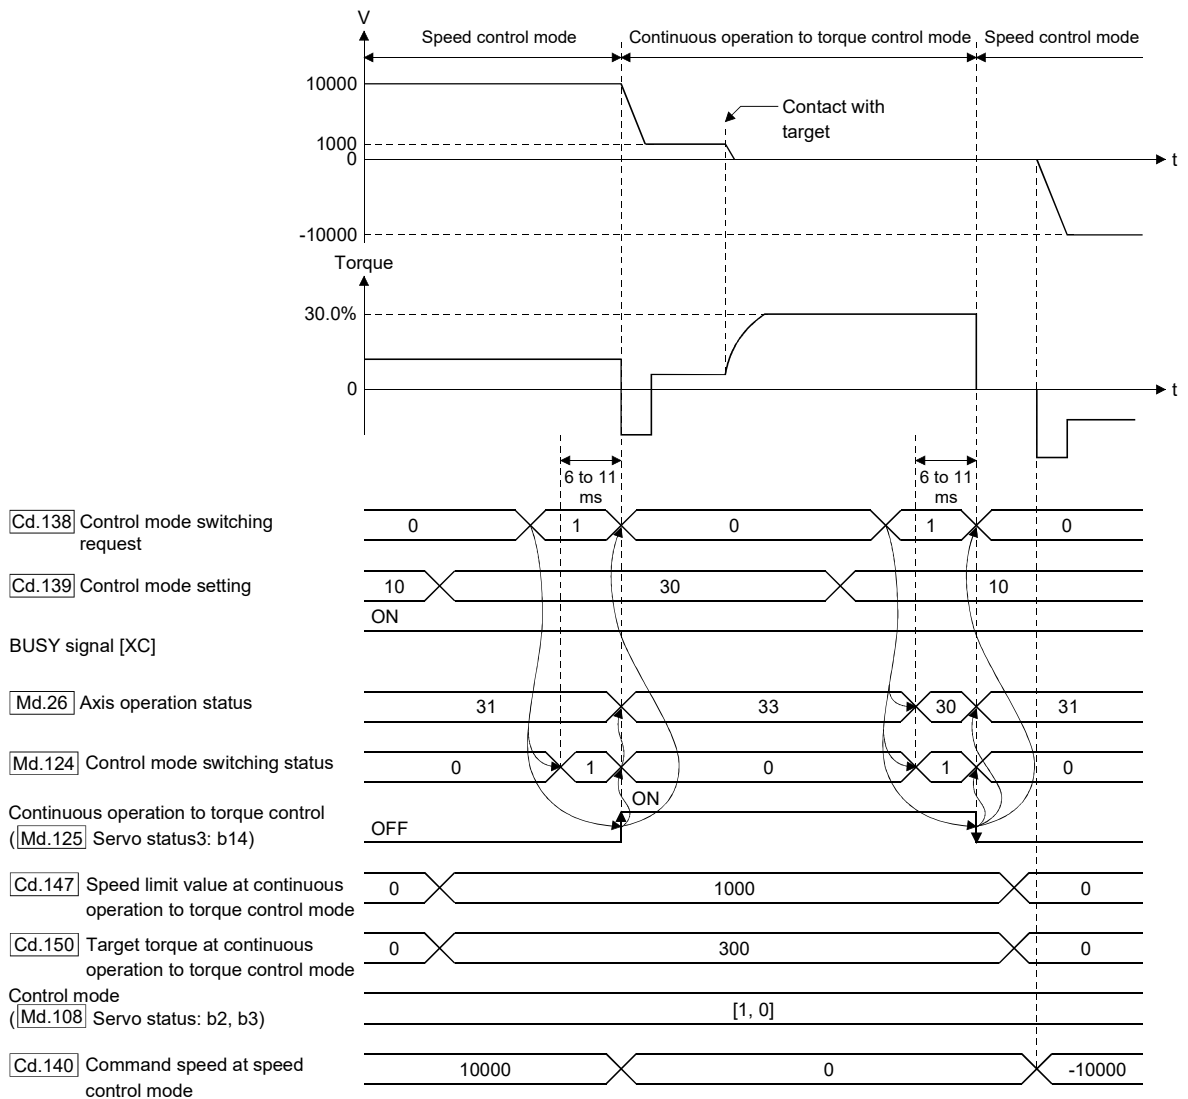 V
Speed control mode
Continuous operation to torque control mode
Speed control mode
10000
Contact with
target
1000
0
t
-10000
Torque
30.0%
0
t
6 to 11
ms
6 to 11
ms
Cd.138 Control mode switching
request
0
1
0
1
0
Cd.139 Control mode setting
10
30
10
ON
BUSY signal [XC]
Md.26 Axis operation status
31
33
30
31
Md.124 Control mode switching status
0
1
0
1
0
Continuous operation to torque control
(Md.125 Servo status3: b14)
OFF
ON
Cd.147 Speed limit value at continuous
operation to torque control mode
0
1000
0
Cd.150 Target torque at continuous
operation to torque control mode
0
300
0
Control mode
(Md.108 Servo status: b2, b3)
[1, 0]
Cd.140 Command speed at speed
control mode
10000
0
-10000